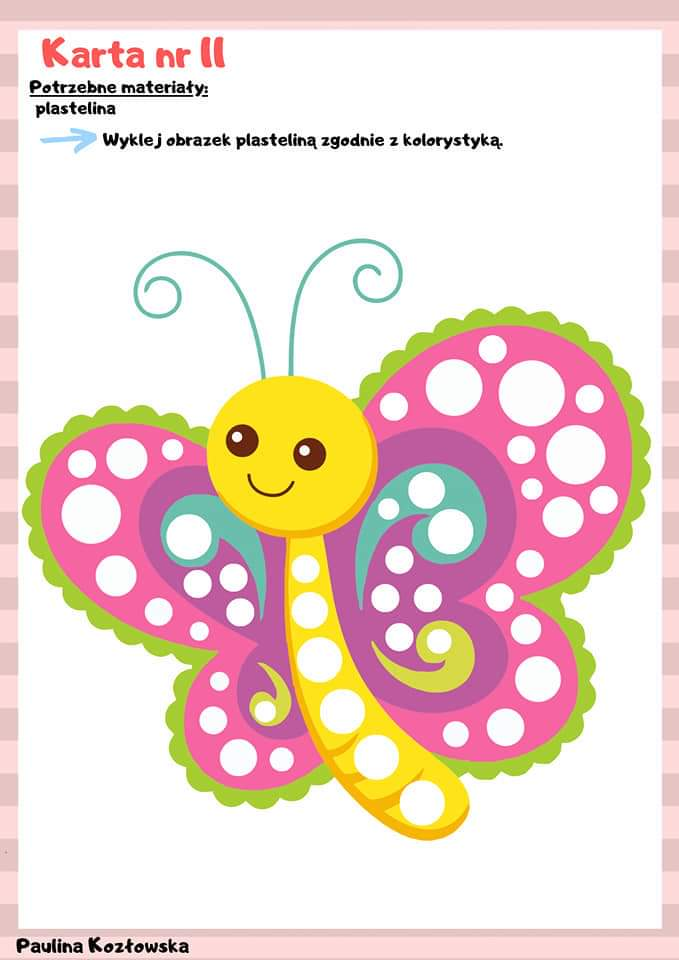 Karta nr 11
Potrzebne materiały:
plastelina
Wyklej obrazek plasteliną zgodnie z kolorystyką.
Paulina Kozłowska